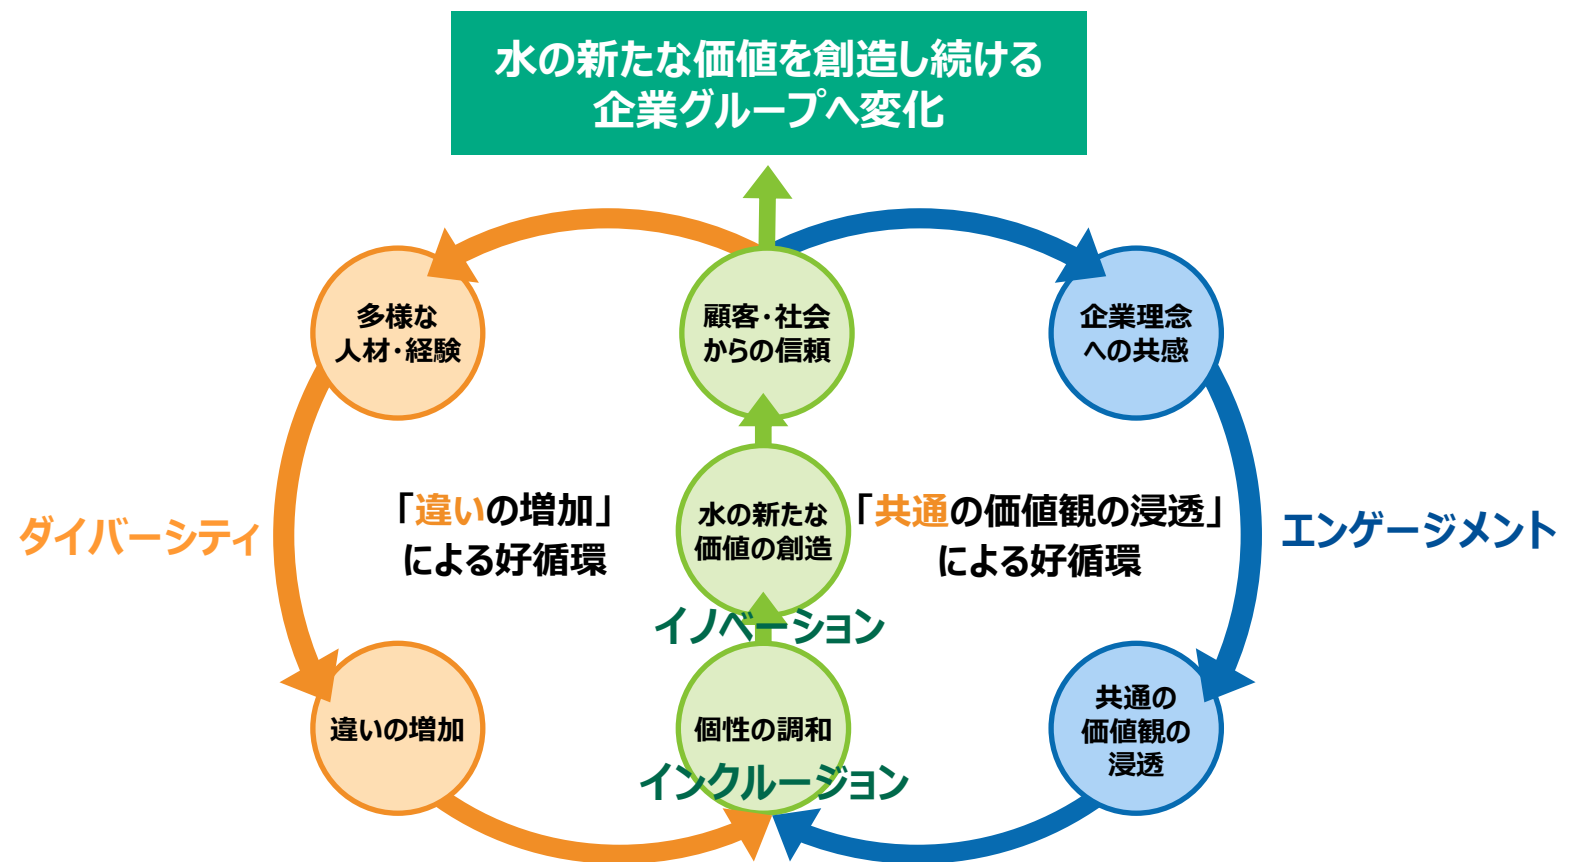 水の新たな価値を創造し続ける
企業グループへ変化
多様な
人材・経験
顧客・社会
からの信頼
企業理念
への共感
ダイバーシティ
「違いの増加」
による好循環
水の新たな
価値の創造
「共通の価値観の浸透」
による好循環
エンゲージメント
イノベーション
違いの増加
個性の調和
共通の
価値観の
浸透
インクルージョン